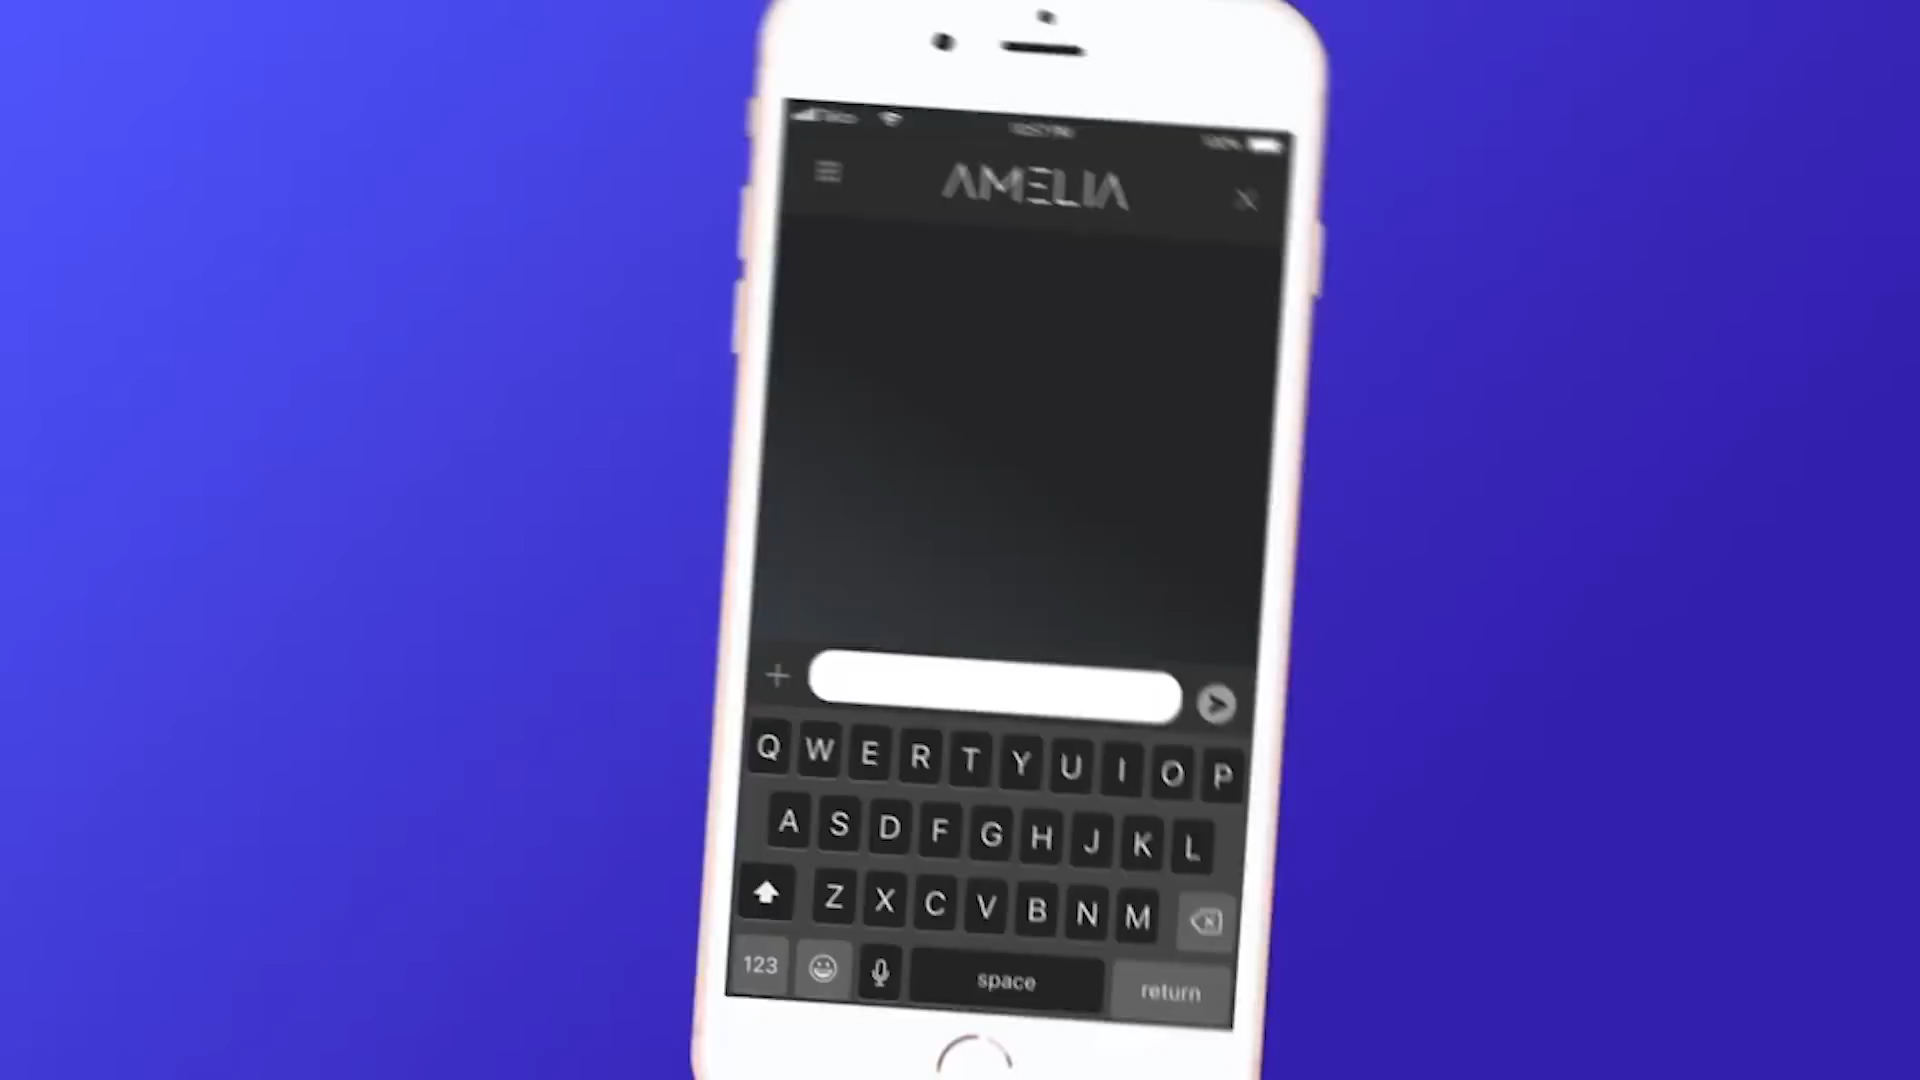 AMELIA
Q W E R T Y U I O P
A S D F G H J K L
Z X C V B N M
123 space return